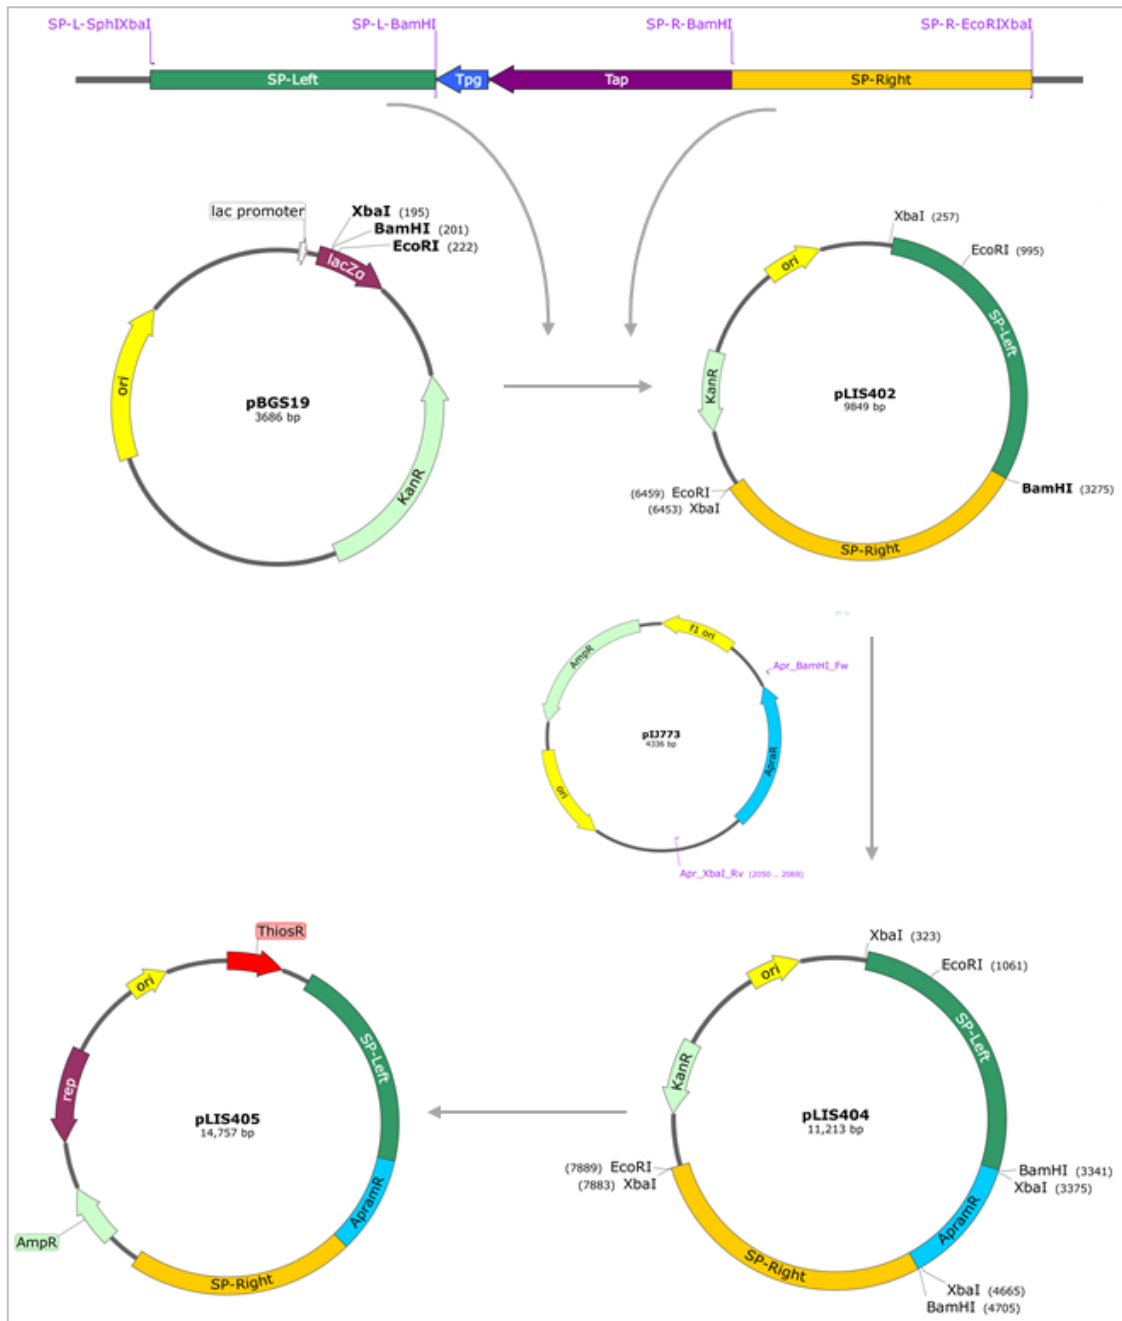 SP-L-SphIXbaI SP-L-BamHI SP-R-BamHI SP-R-EcoRIXbaI
SP-Left Tpg Tap SP-Right
lac promoter
XbaI (195)
BamHI (201)
EcoRI (222)
lacZα
ori
pBGS19
3686 bp
KanR
XbaI (257)
EcoRI (995)
ori
SP-Left
KanR
pLIS402
9849 bp
BamHI (3275)
(6459) EcoRI
(6453) XbaI
SP-Right
f1 ori
AmpR
Apr_BamHI_Fw
pIJ773
4336 bp
ApraR
ori
Apr_XbaI_Rv (2050 .. 2069)
ThiosR
ori
SP-Left
rep
pLIS405
14,757 bp
ApramR
AmpR
SP-Right
XbaI (323)
EcoRI (1061)
ori
SP-Left
KanR
pLIS404
11,213 bp
(7889) EcoRI
(7883) XbaI
BamHI (3341)
XbaI (3375)
ApramR
SP-Right
XbaI (4665)
BamHI (4705)